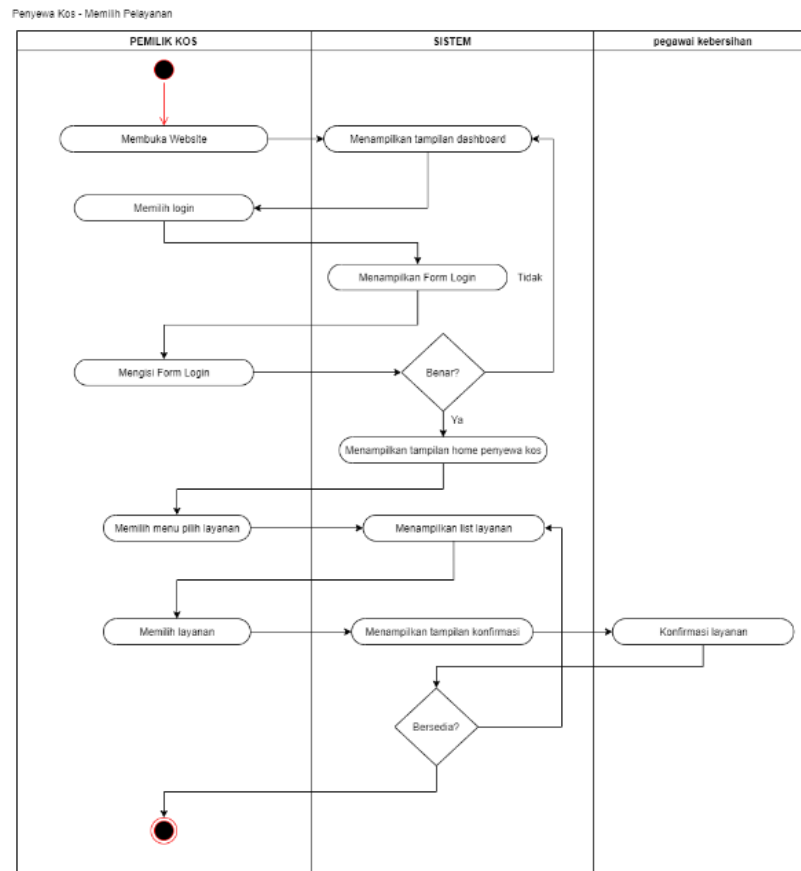 Penyewa Kos - Memilih Pelayanan
PEMILIK KOS
SISTEM
pegawai kebersihan
Membuka Website
Menampilkan tampilan dashboard
Memilih login
Menampilkan Form Login
Tidak
Mengisi Form Login
Benar?
Ya
Menampilkan tampilan home penyewa kos
Memilih menu pilih layanan
Menampilkan list layanan
Memilih layanan
Menampilkan tampilan konfirmasi
Konfirmasi layanan
Bersedia?